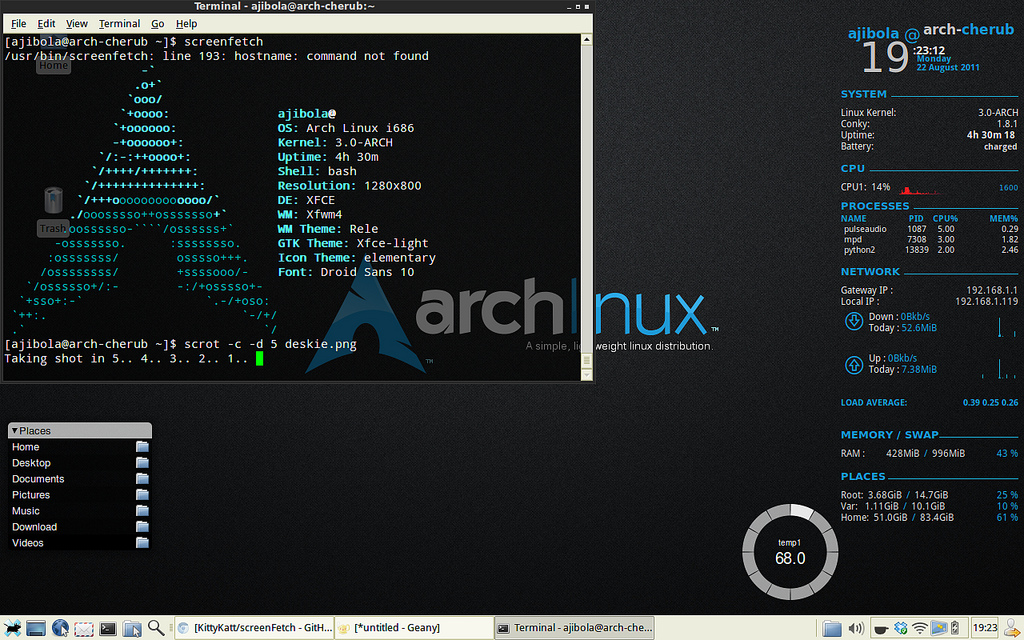 Terminal - ajibola@arch-cherub:~
File Edit View Terminal Go Help
[ajibola@arch-cherub ~]$ screenfetch
/usr/bin/screenfetch: line 193: hostname: command not found
Home
Trash
ajibola@
OS: Arch Linux i686
Kernel: 3.0-ARCH
Uptime: 4h 30m
Shell: bash
Resolution: 1280x800
DE: XFCE
WM: Xfwm4
WM Theme: Rele
GTK Theme: Xfce-light
Icon Theme: elementary
Font: Droid Sans 10
[ajibola@arch-cherub ~]$ scrot -c -d 5 deskie.png
Taking shot in 5.. 4.. 3.. 2.. 1..
arch linux™
A simple, lightweight linux distribution.
™
Places
Home
Desktop
Documents
Pictures
Music
Download
Videos
ajibola @ arch-cherub
19 :23:12
Monday
22 August 2011
SYSTEM
Linux Kernel: 3.0-ARCH
Conky: 1.8.1
Uptime: 4h 30m 18
Battery: charged
CPU
CPU1: 14% 1600
PROCESSES
NAME PID CPU% MEM%
pulseaudio 1087 5.00 0.29
mpd 7308 3.00 1.82
python2 13839 2.00 2.46
NETWORK
Gateway IP : 192.168.1.1
Local IP : 192.168.1.119
Down : 0Bkb/s
Today : 52.6MiB
Up : 0Bkb/s
Today : 7.38MiB
LOAD AVERAGE: 0.39 0.25 0.26
MEMORY / SWAP
RAM : 428MiB / 996MiB 43 %
PLACES
Root: 3.68GiB / 14.7GiB 25 %
Var: 1.11GiB / 10.1GiB 10 %
Home: 51.0GiB / 83.4GiB 61 %
temp1
68.0
[KittyKatt/screenFetch - GitH...
[*untitled - Geany]
Terminal - ajibola@arch-che...
19:23